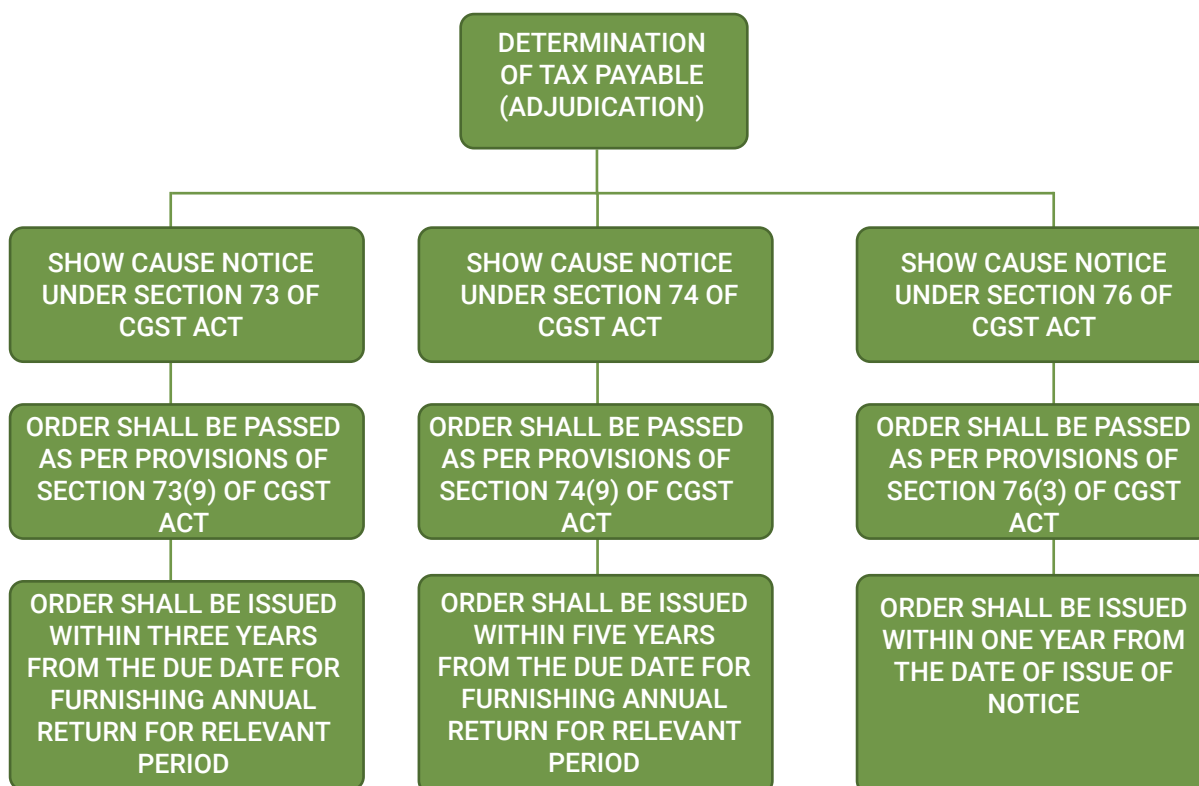 DETERMINATION
OF TAX PAYABLE
(ADJUDICATION)
SHOW CAUSE NOTICE
UNDER SECTION 73 OF
CGST ACT
SHOW CAUSE NOTICE
UNDER SECTION 74 OF
CGST ACT
SHOW CAUSE NOTICE
UNDER SECTION 76 OF
CGST ACT
ORDER SHALL BE PASSED
AS PER PROVISIONS OF
SECTION 73(9) OF CGST
ACT
ORDER SHALL BE PASSED
AS PER PROVISIONS OF
SECTION 74(9) OF CGST
ACT
ORDER SHALL BE PASSED
AS PER PROVISIONS OF
SECTION 76(3) OF CGST
ACT
ORDER SHALL BE ISSUED
WITHIN THREE YEARS
FROM THE DUE DATE FOR
FURNISHING ANNUAL
RETURN FOR RELEVANT
PERIOD
ORDER SHALL BE ISSUED
WITHIN FIVE YEARS
FROM THE DUE DATE FOR
FURNISHING ANNUAL
RETURN FOR RELEVANT
PERIOD
ORDER SHALL BE ISSUED
WITHIN ONE YEAR FROM
THE DATE OF ISSUE OF
NOTICE